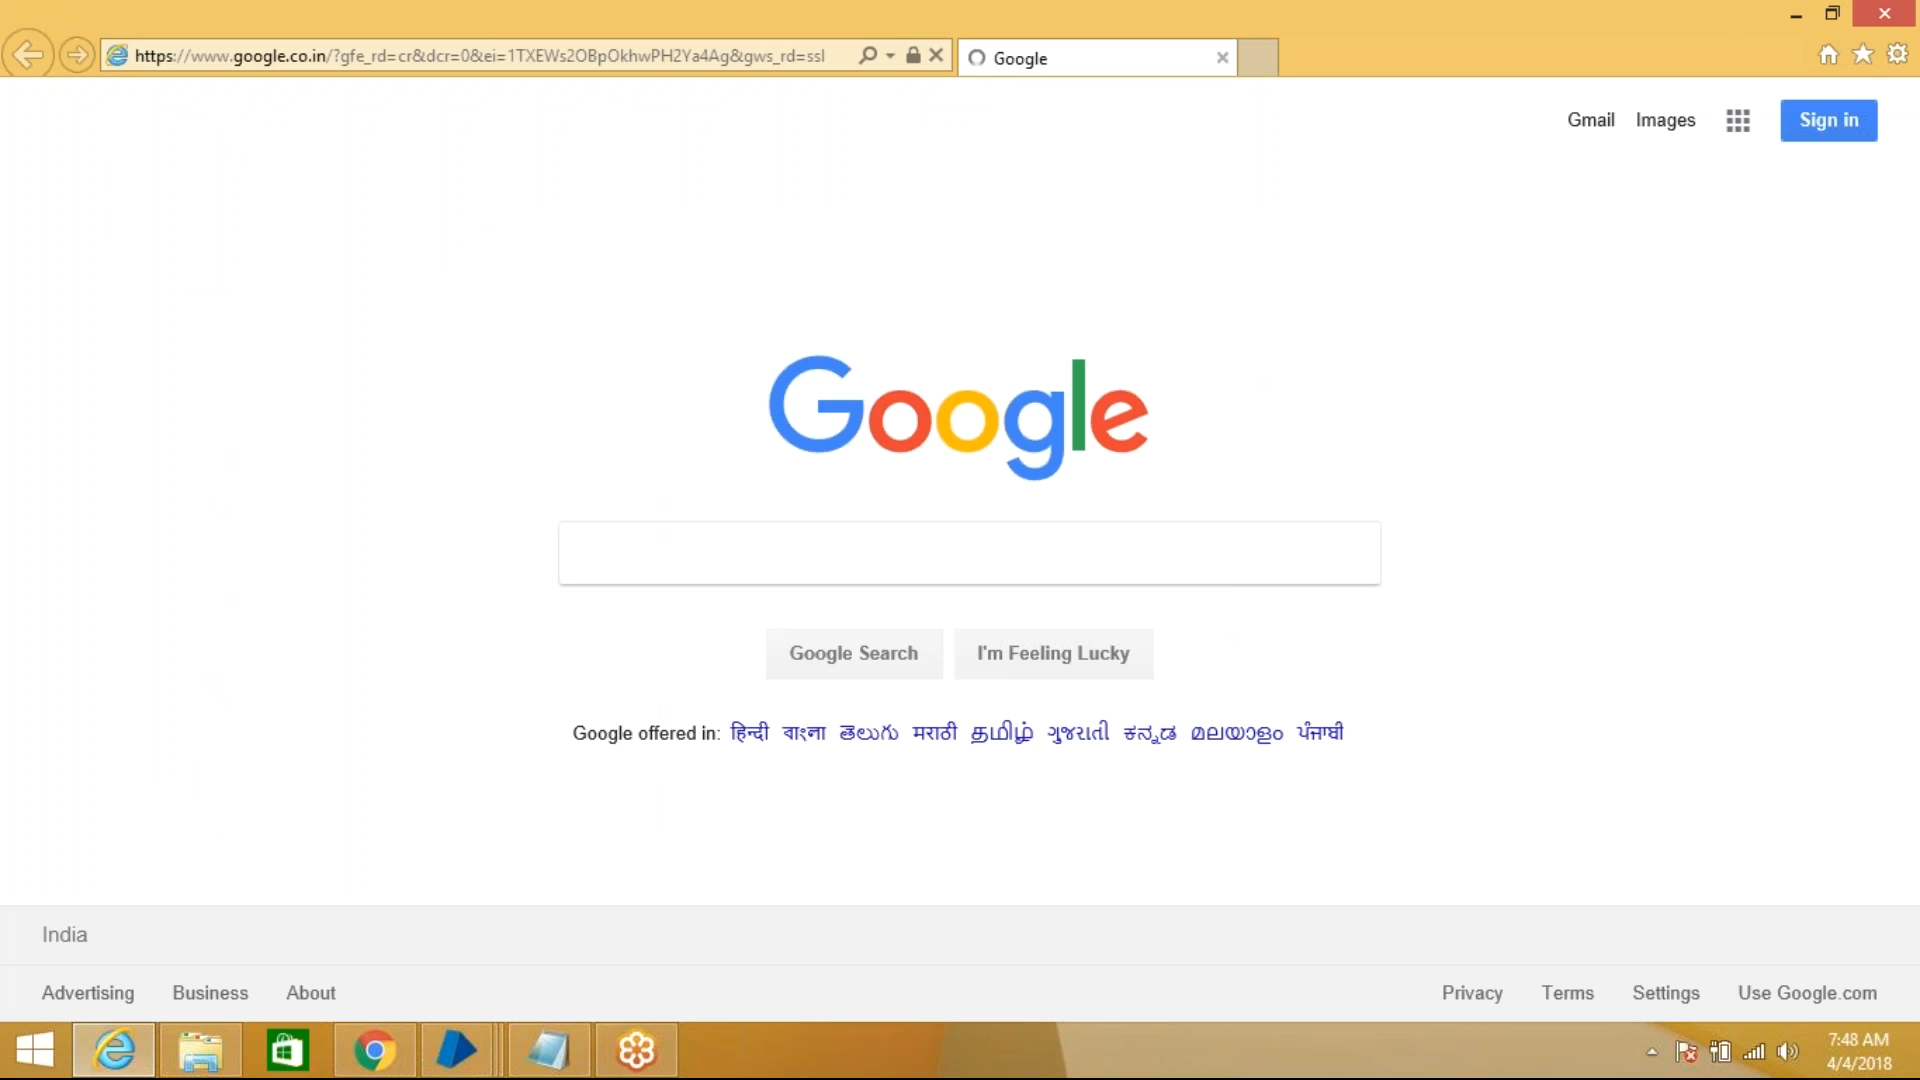 https://www.google.co.in/?gfe_rd=cr&dcr=0&ei=1TXEWs2OBpOkhwPH2Ya4Ag&gws_rd=ssl
Google
Gmail Images Sign in
Google
Google Search I'm Feeling Lucky
Google offered in: हिन्दी বাংলা తెలుగు मराठी தமிழ் ગુજરાતી ಕನ್ನಡ മലയാളം ਪੰਜਾਬੀ
India
Advertising Business About Privacy Terms Settings Use Google.com
7:48 AM
4/4/2018